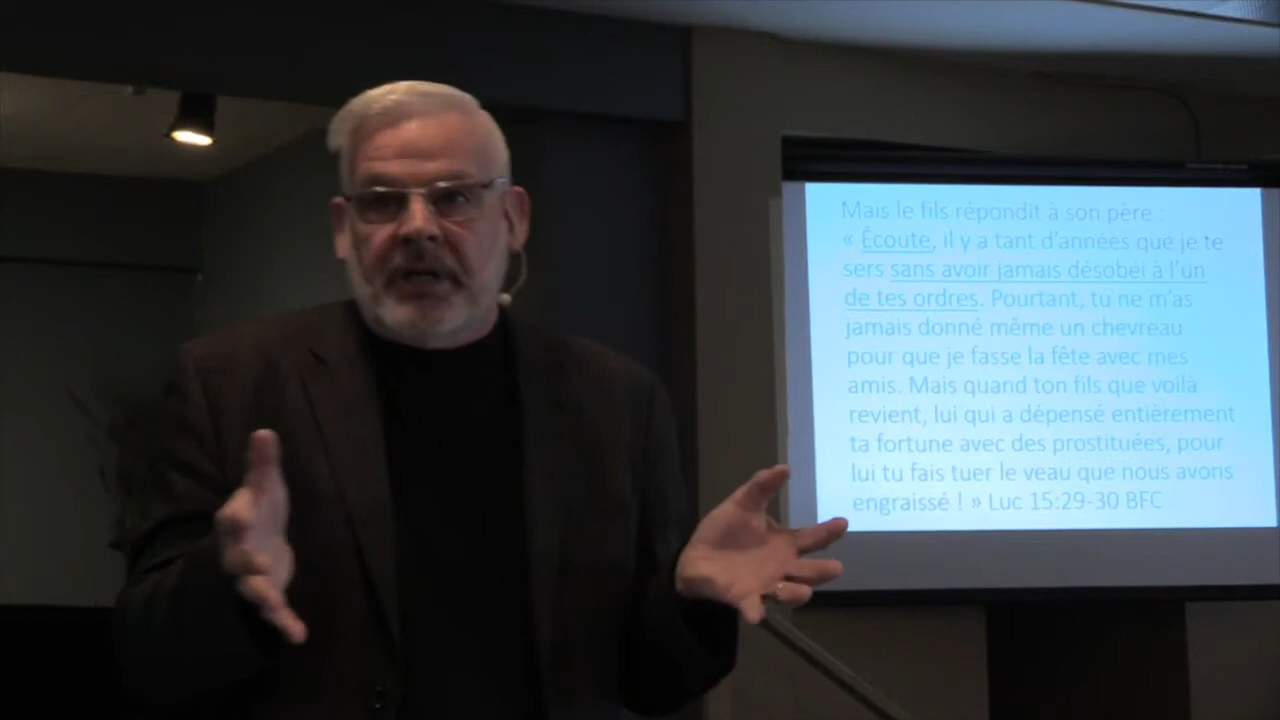 Mais le fils répondit à son père :
« Écoute, il y a tant d'années que je te
sers sans avoir jamais désobéi à l'un
de tes ordres. Pourtant, tu ne m'as
jamais donné même un chevreau
pour que je fasse la fête avec mes
amis. Mais quand ton fils que voilà
revient, lui qui a dépensé entièrement
ta fortune avec des prostituées, pour
lui tu fais tuer le veau que nous avons
engraissé ! » Luc 15:29-30 BFC